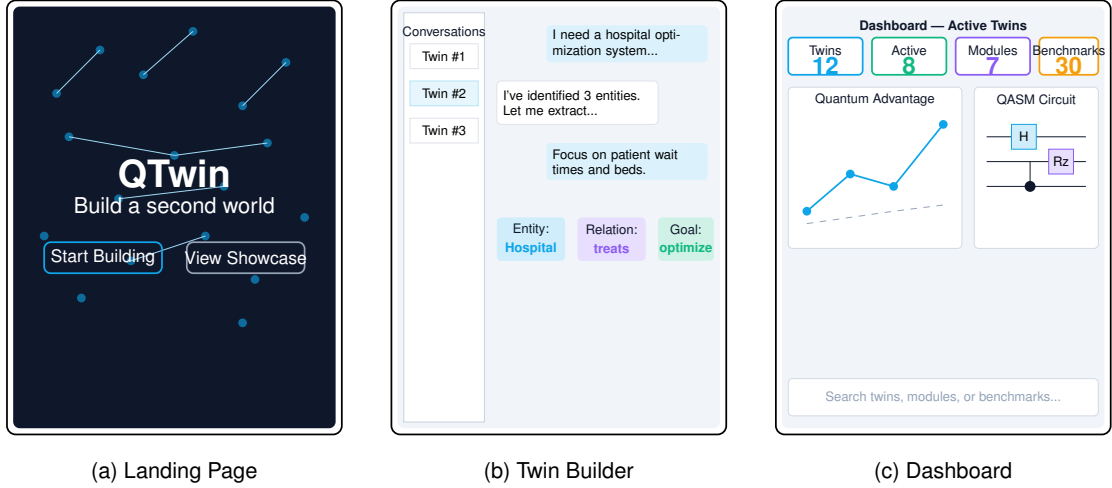 QTwin
Build a second world
Start Building
View Showcase
(a) Landing Page
Conversations
Twin #1
Twin #2
Twin #3
I need a hospital opti-
mization system...
I've identified 3 entities.
Let me extract...
Focus on patient wait
times and beds.
Entity:
Hospital
Relation:
treats
Goal:
optimize
(b) Twin Builder
Dashboard — Active Twins
Twins
12
Active
8
Modules
7
Benchmarks
30
Quantum Advantage
QASM Circuit
H
Rz
Search twins, modules, or benchmarks...
(c) Dashboard